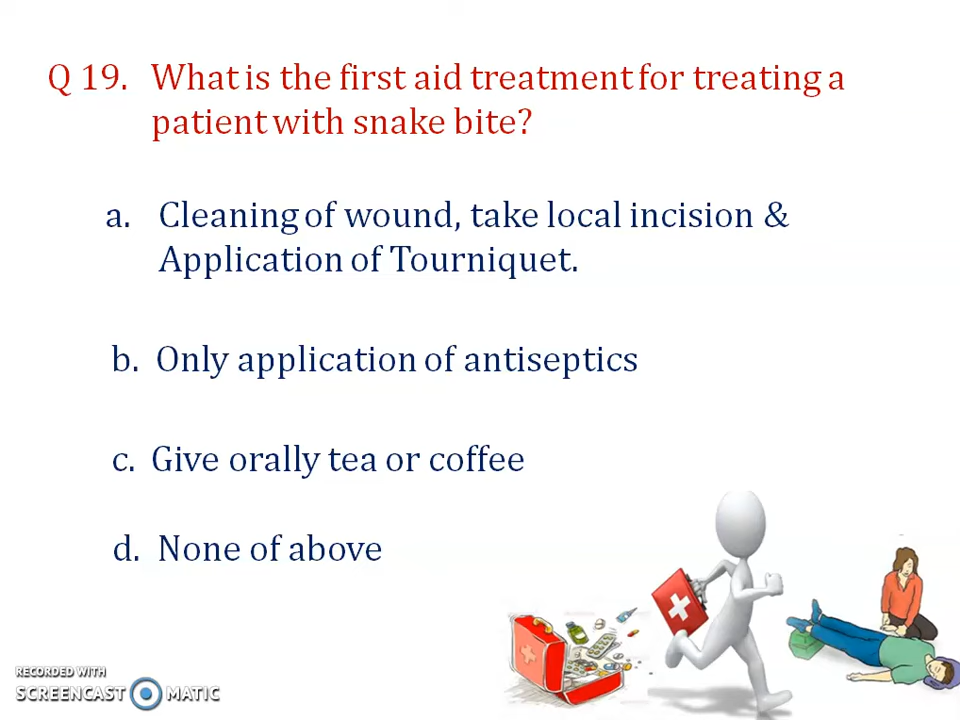 Q 19. What is the first aid treatment for treating a
patient with snake bite?
a. Cleaning of wound, take local incision &
Application of Tourniquet.
b. Only application of antiseptics
c. Give orally tea or coffee
d. None of above
RECORDED WITH
SCREENCAST MATIC